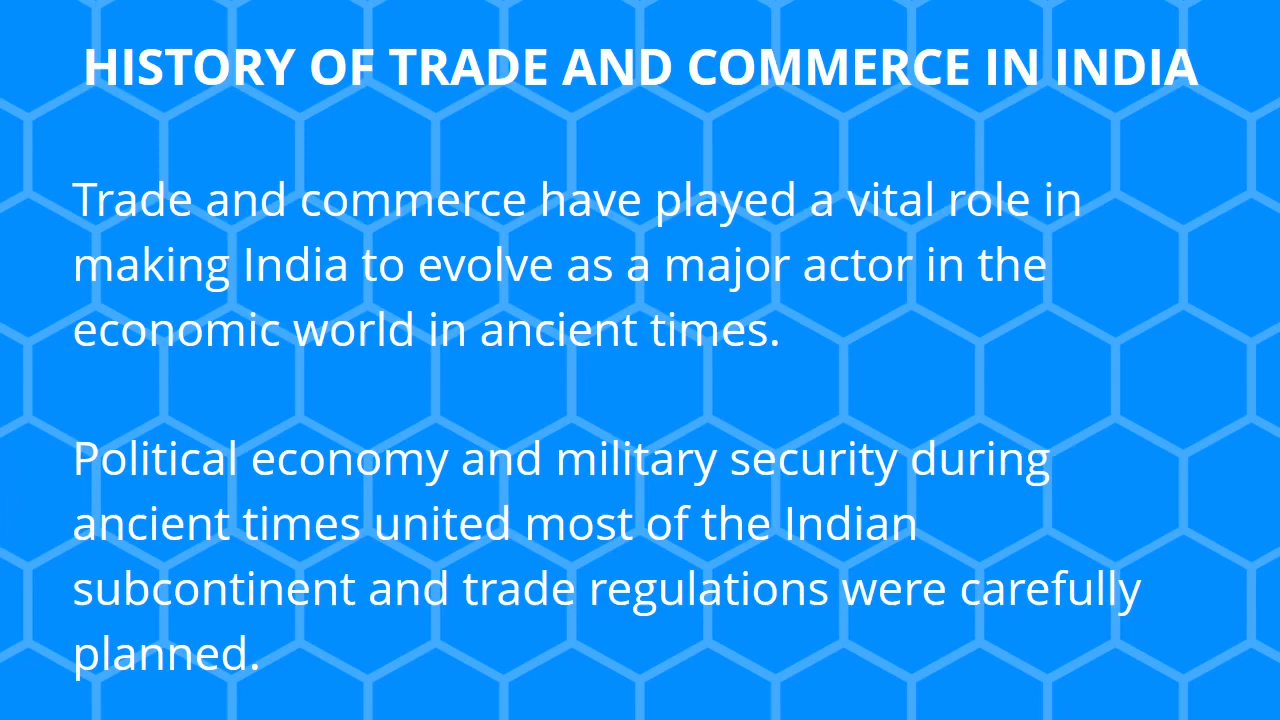 HISTORY OF TRADE AND COMMERCE IN INDIA
Trade and commerce have played a vital role in
making India to evolve as a major actor in the
economic world in ancient times.
Political economy and military security during
ancient times united most of the Indian
subcontinent and trade regulations were carefully
planned.